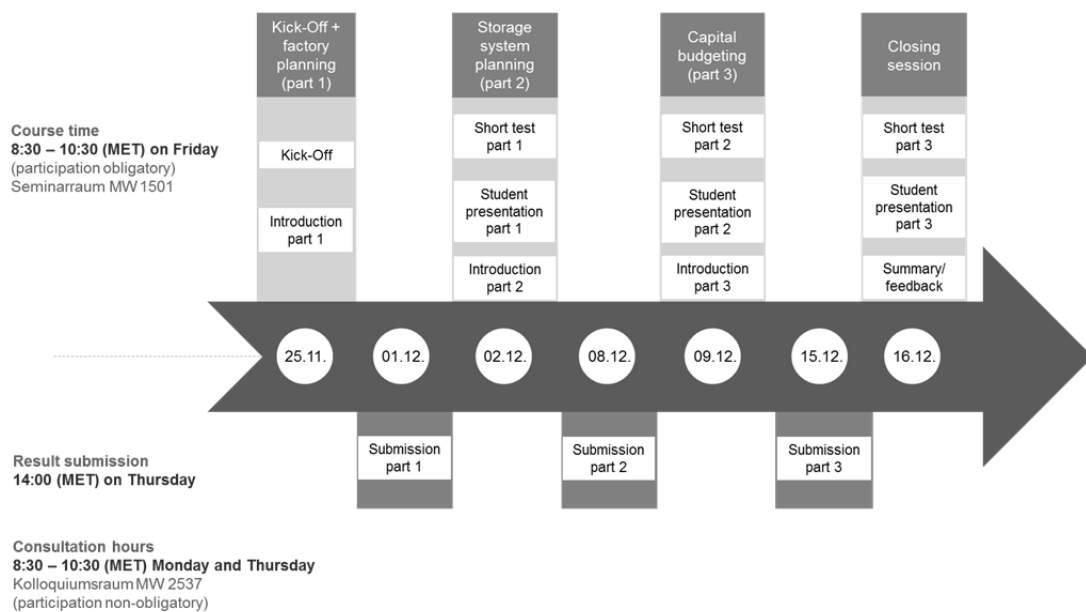 Kick-Off +
factory
planning
(part 1)
Storage
system
planning
(part 2)
Capital
budgeting
(part 3)
Closing
session
Course time
8:30 – 10:30 (MET) on Friday
(participation obligatory)
Seminarraum MW 1501
Kick-Off
Introduction
part 1
Short test
part 1
Student
presentation
part 1
Introduction
part 2
Short test
part 2
Student
presentation
part 2
Introduction
part 3
Short test
part 3
Student
presentation
part 3
Summary/
feedback
25.11.
01.12.
02.12.
08.12.
09.12.
15.12.
16.12.
Submission
part 1
Submission
part 2
Submission
part 3
Result submission
14:00 (MET) on Thursday
Consultation hours
8:30 – 10:30 (MET) Monday and Thursday
Kolloquiumsraum MW 2537
(participation non-obligatory)